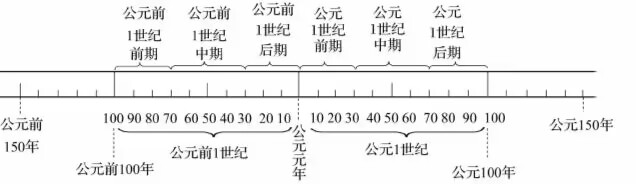 公元前 公元前 公元前 公元 公元 公元
1世纪 1世纪 1世纪 1世纪 1世纪 1世纪
前期 中期 后期 前期 中期 后期
100 90 80 70 60 50 40 30 20 10 10 20 30 40 50 60 70 80 90 100
公元前 公元150年
150年 公元前1世纪 公元元年 公元1世纪
公元前100年 公元100年